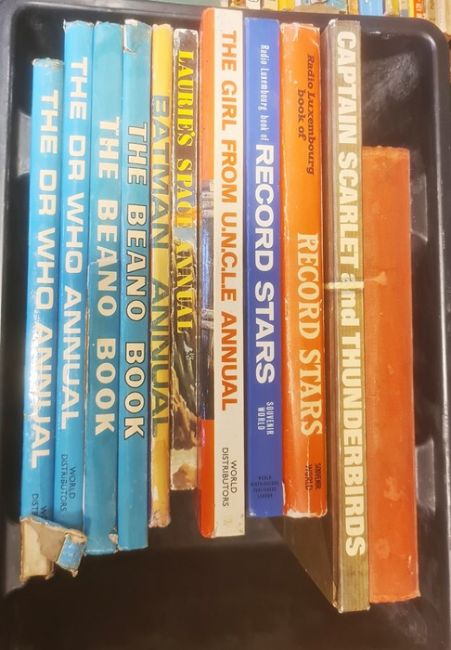 THE DR WHO ANNUAL
THE DR WHO ANNUAL
WORLD
DISTRIBUTORS
THE BEANO BOOK
THE BEANO BOOK
BATMAN ANNUAL
LAURIE'S SPACE ANNUAL
THE GIRL FROM U.N.C.L.E ANNUAL
WORLD
DISTRIBUTORS
Radio Luxembourg book of
RECORD STARS
SOUVENIR
WORLD
Radio Luxembourg
book of
RECORD STARS
SOUVENIR
WORLD
CAPTAIN SCARLET and THUNDERBIRDS